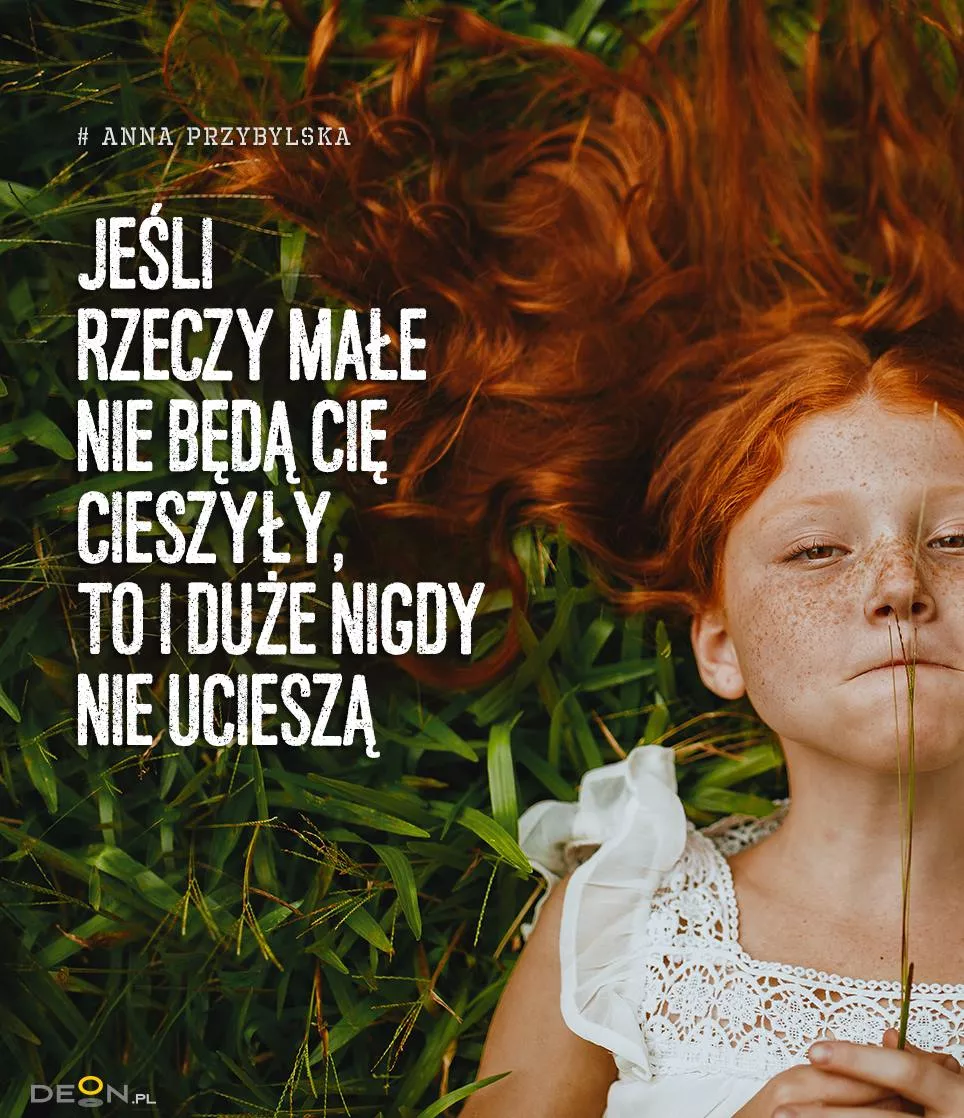 # ANNA PRZYBYLSKA
JEŚLI
RZECZY MAŁE
NIE BĘDĄ CIĘ
CIESZYŁY,
TO I DUŻE NIGDY
NIE UCIESZĄ
DEON.PL